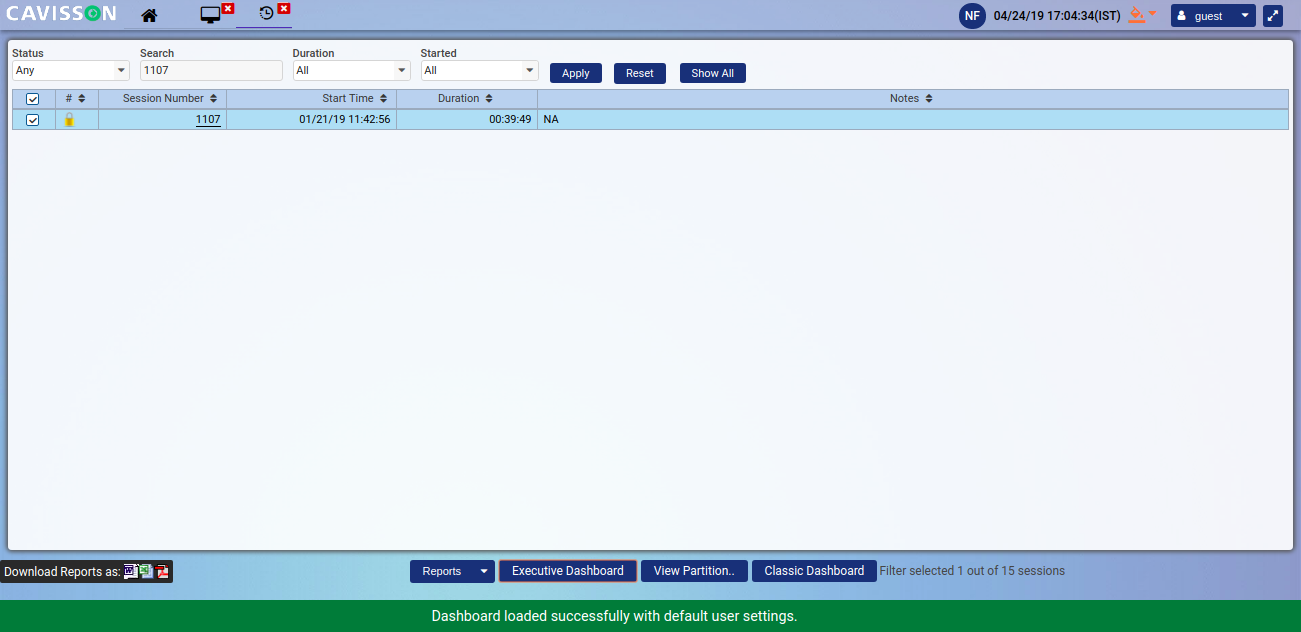 CAVISSON
NF 04/24/19 17:04:34(IST) guest
Status Search Duration Started
Any 1107 All All Apply Reset Show All
# Session Number Start Time Duration Notes
1107 01/21/19 11:42:56 00:39:49 NA
Download Reports as: Reports Executive Dashboard View Partition.. Classic Dashboard Filter selected 1 out of 15 sessions
Dashboard loaded successfully with default user settings.